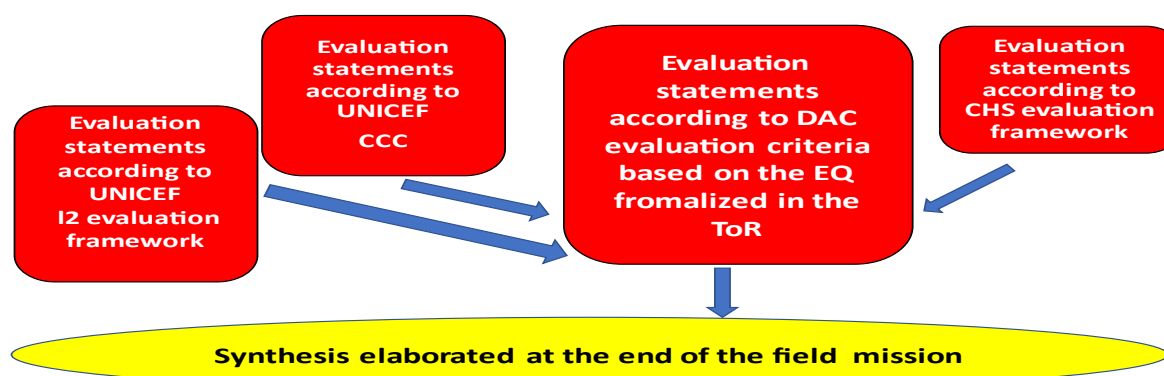 Evaluation
statements
according to
UNICEF
l2 evaluation
framework
Evaluation
statements
according to
UNICEF
CCC
Evaluation
statements
according to DAC
evaluation criteria
based on the EQ
fromalized in the
ToR
Evaluation
statements
according to
CHS evaluation
framework
Synthesis elaborated at the end of the field mission